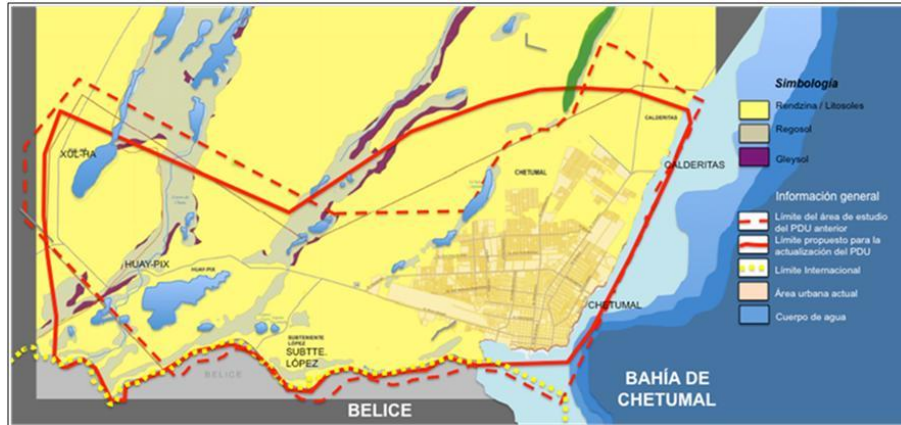 CALDERITAS
XUL-HA
CALDERITAS
CHETUMAL
HUAY-PIX
HUAY-PIX
CHETUMAL
SUBTENIENTE
LÓPEZ
SUBTTE.
LÓPEZ
BELICE
BELICE
BAHÍA DE
CHETUMAL
Simbología
Rendzina / Litosoles
Regosol
Gleysol
Información general
Límite del área de estudio
del PDU anterior
Límite propuesto para la
actualización del PDU
Límite Internacional
Área urbana actual
Cuerpo de agua